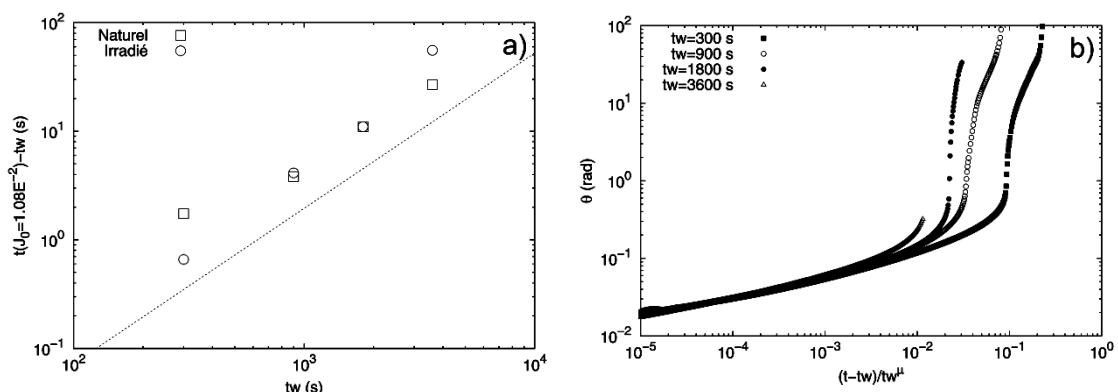 a)
Naturel
Irradié
t(J₀=1.08E⁻²)−tw (s)
10²
10¹
10⁰
10⁻¹
10²
10³
10⁴
tw (s)
b)
tw=300 s
tw=900 s
tw=1800 s
tw=3600 s
θ (rad)
10²
10¹
10⁰
10⁻¹
10⁻²
10⁻⁵
10⁻⁴
10⁻³
10⁻²
10⁻¹
10⁰
(t−tw)/tw^μ